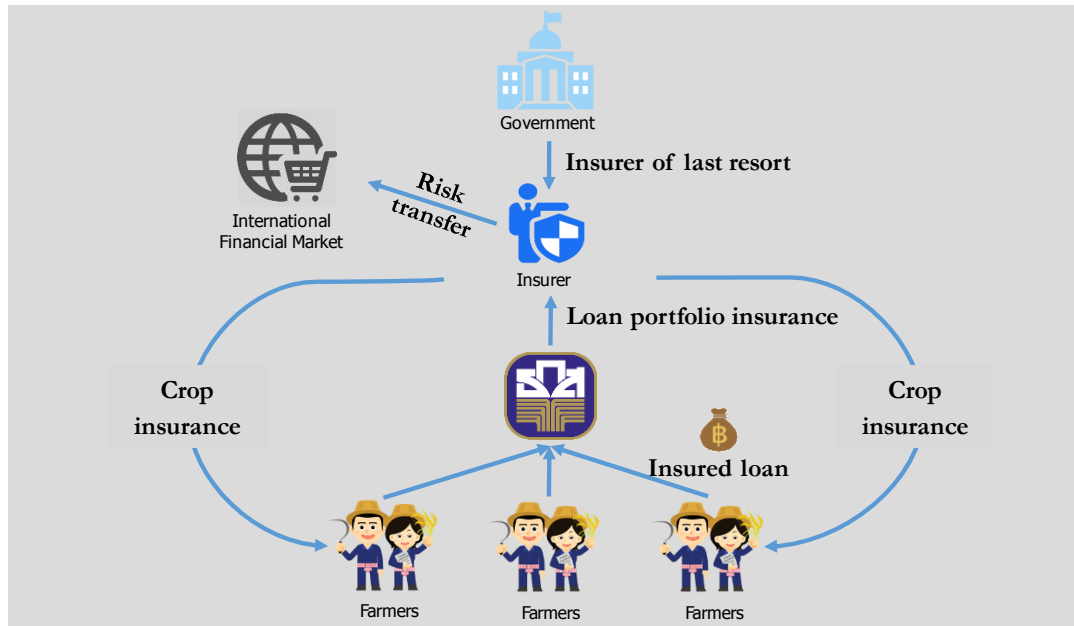 Government
Insurer of last resort
Risk
transfer
International
Financial Market
Insurer
Loan portfolio insurance
Crop
insurance
Crop
insurance
฿
Insured loan
Farmers
Farmers
Farmers